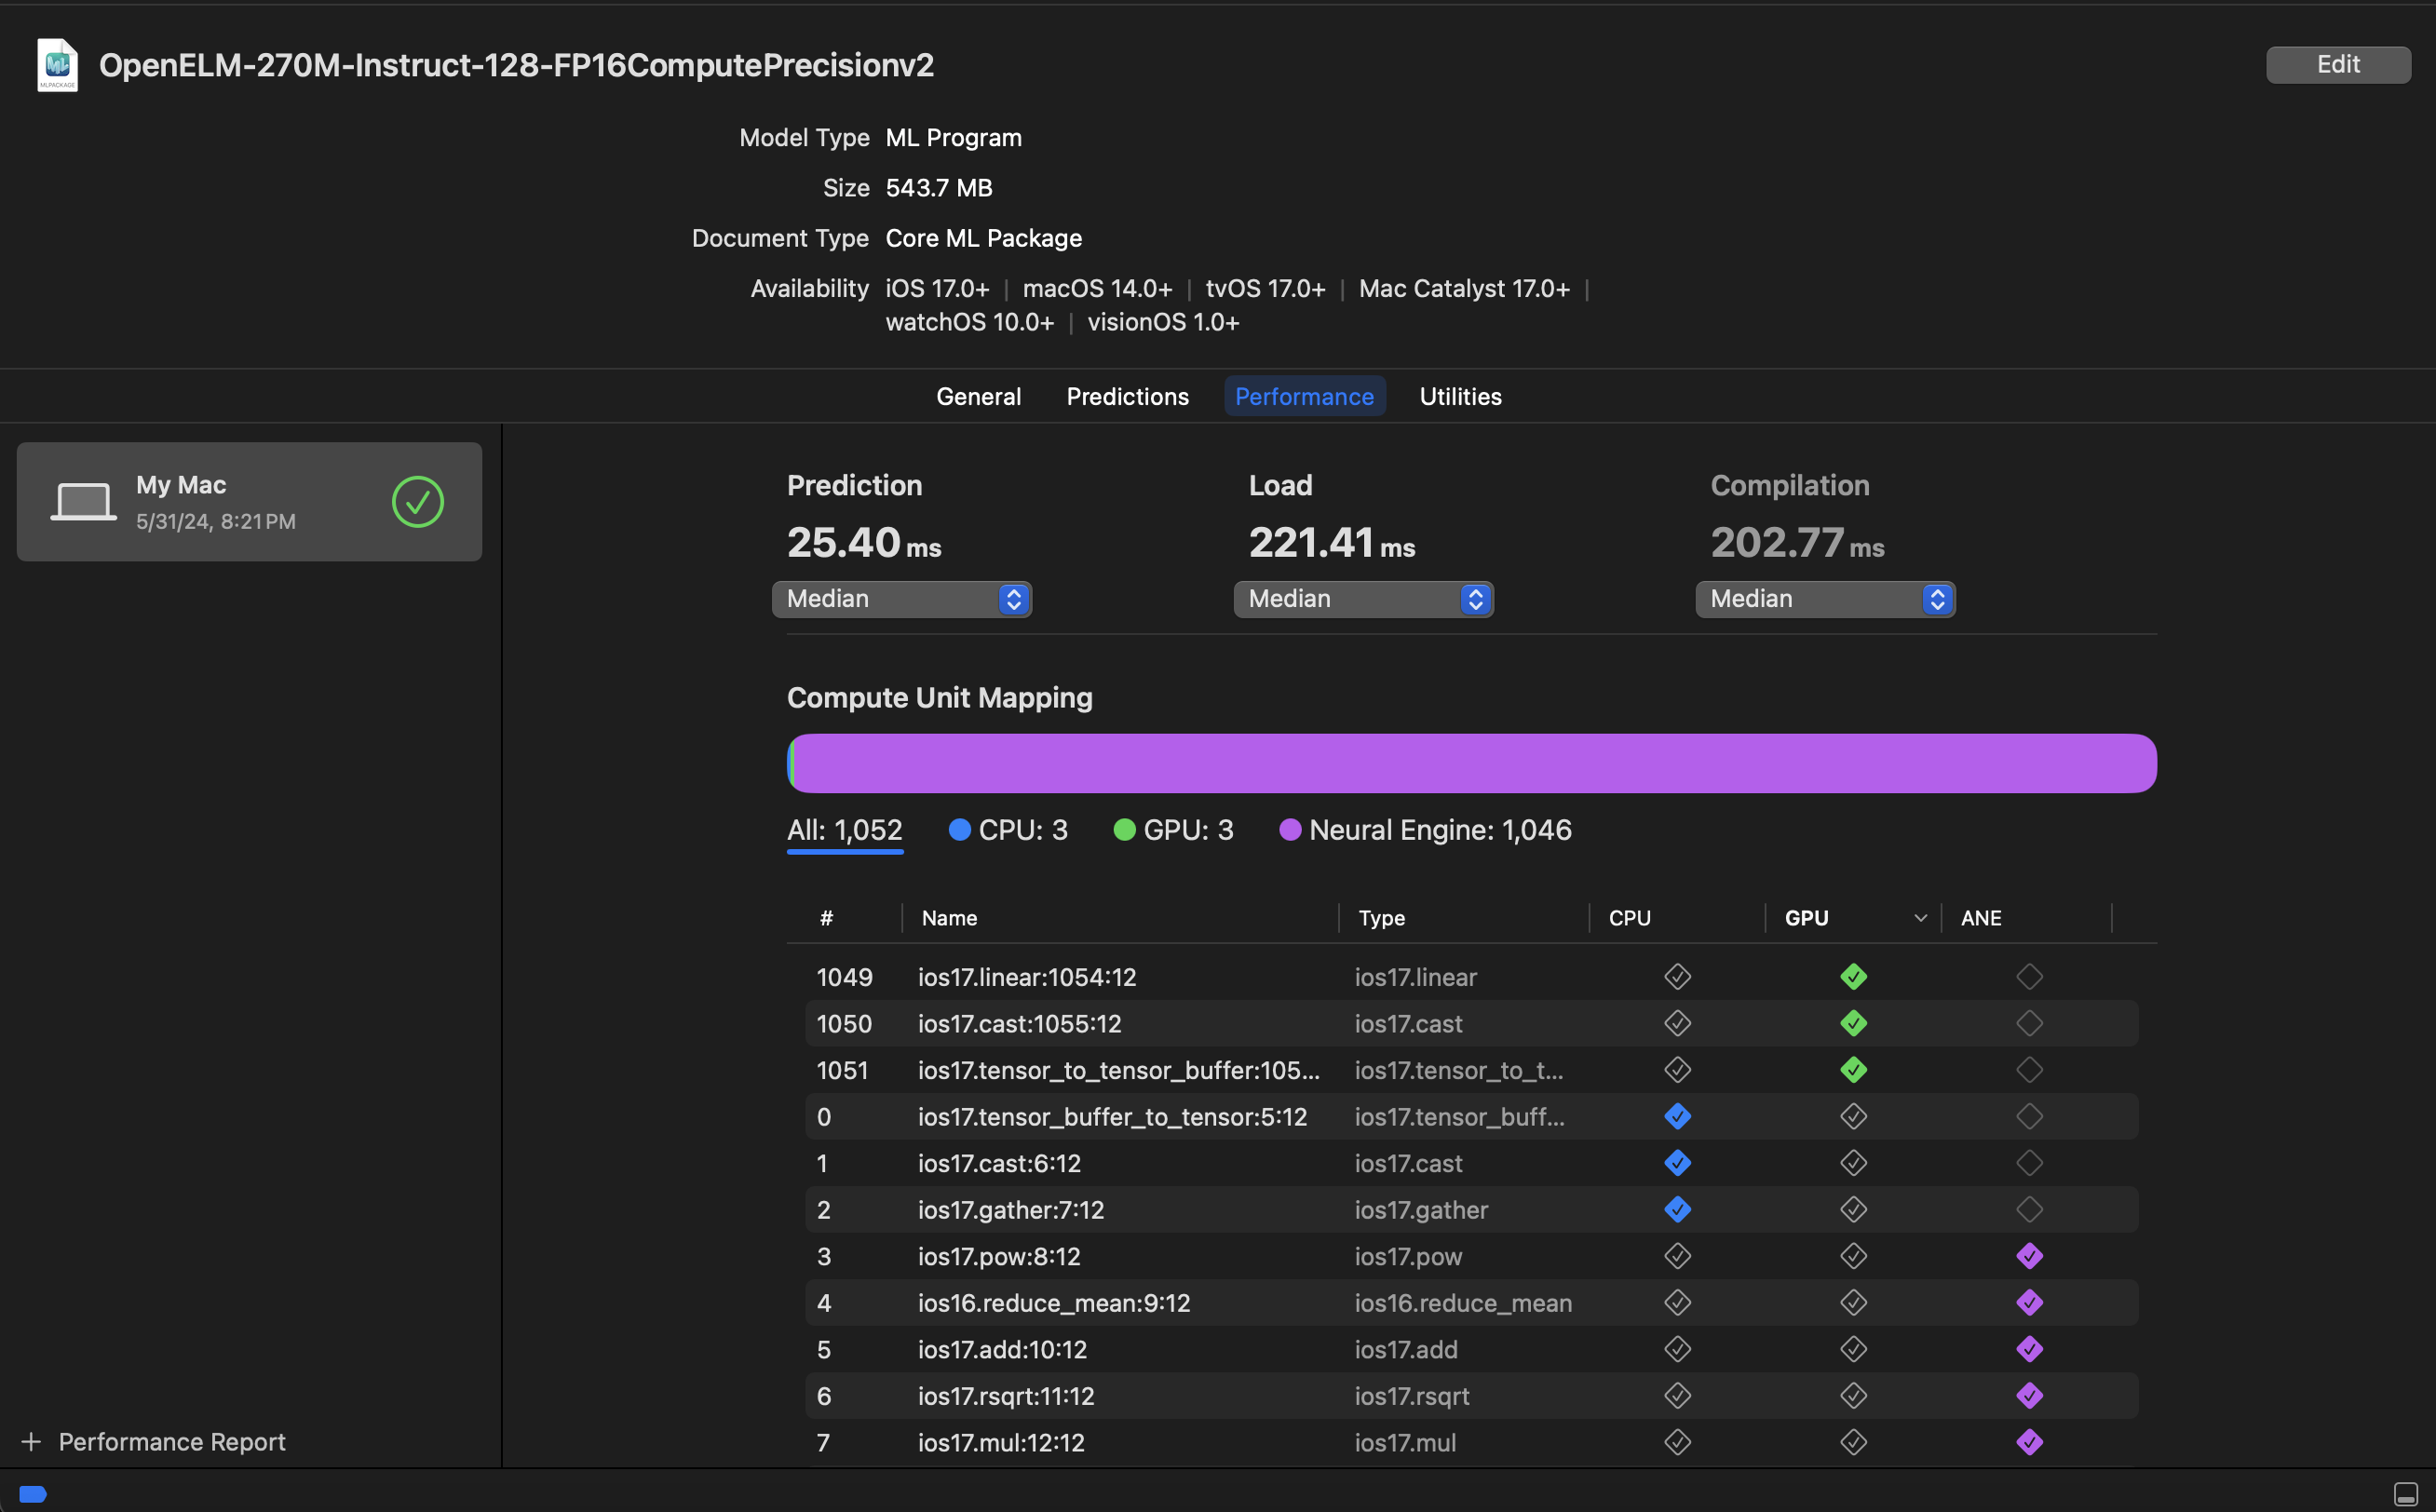 OpenELM-270M-Instruct-128-FP16ComputePrecisionv2
Edit
MLPACKAGE
Model Type ML Program
Size 543.7 MB
Document Type Core ML Package
Availability iOS 17.0+ | macOS 14.0+ | tvOS 17.0+ | Mac Catalyst 17.0+ |
watchOS 10.0+ | visionOS 1.0+
General Predictions Performance Utilities
My Mac
5/31/24, 8:21 PM
Prediction Load Compilation
25.40 ms 221.41 ms 202.77 ms
Median Median Median
Compute Unit Mapping
All: 1,052 CPU: 3 GPU: 3 Neural Engine: 1,046
# Name Type CPU GPU ANE
1049 ios17.linear:1054:12 ios17.linear
1050 ios17.cast:1055:12 ios17.cast
1051 ios17.tensor_to_tensor_buffer:105... ios17.tensor_to_t...
0 ios17.tensor_buffer_to_tensor:5:12 ios17.tensor_buff...
1 ios17.cast:6:12 ios17.cast
2 ios17.gather:7:12 ios17.gather
3 ios17.pow:8:12 ios17.pow
4 ios16.reduce_mean:9:12 ios16.reduce_mean
5 ios17.add:10:12 ios17.add
6 ios17.rsqrt:11:12 ios17.rsqrt
7 ios17.mul:12:12 ios17.mul
+ Performance Report